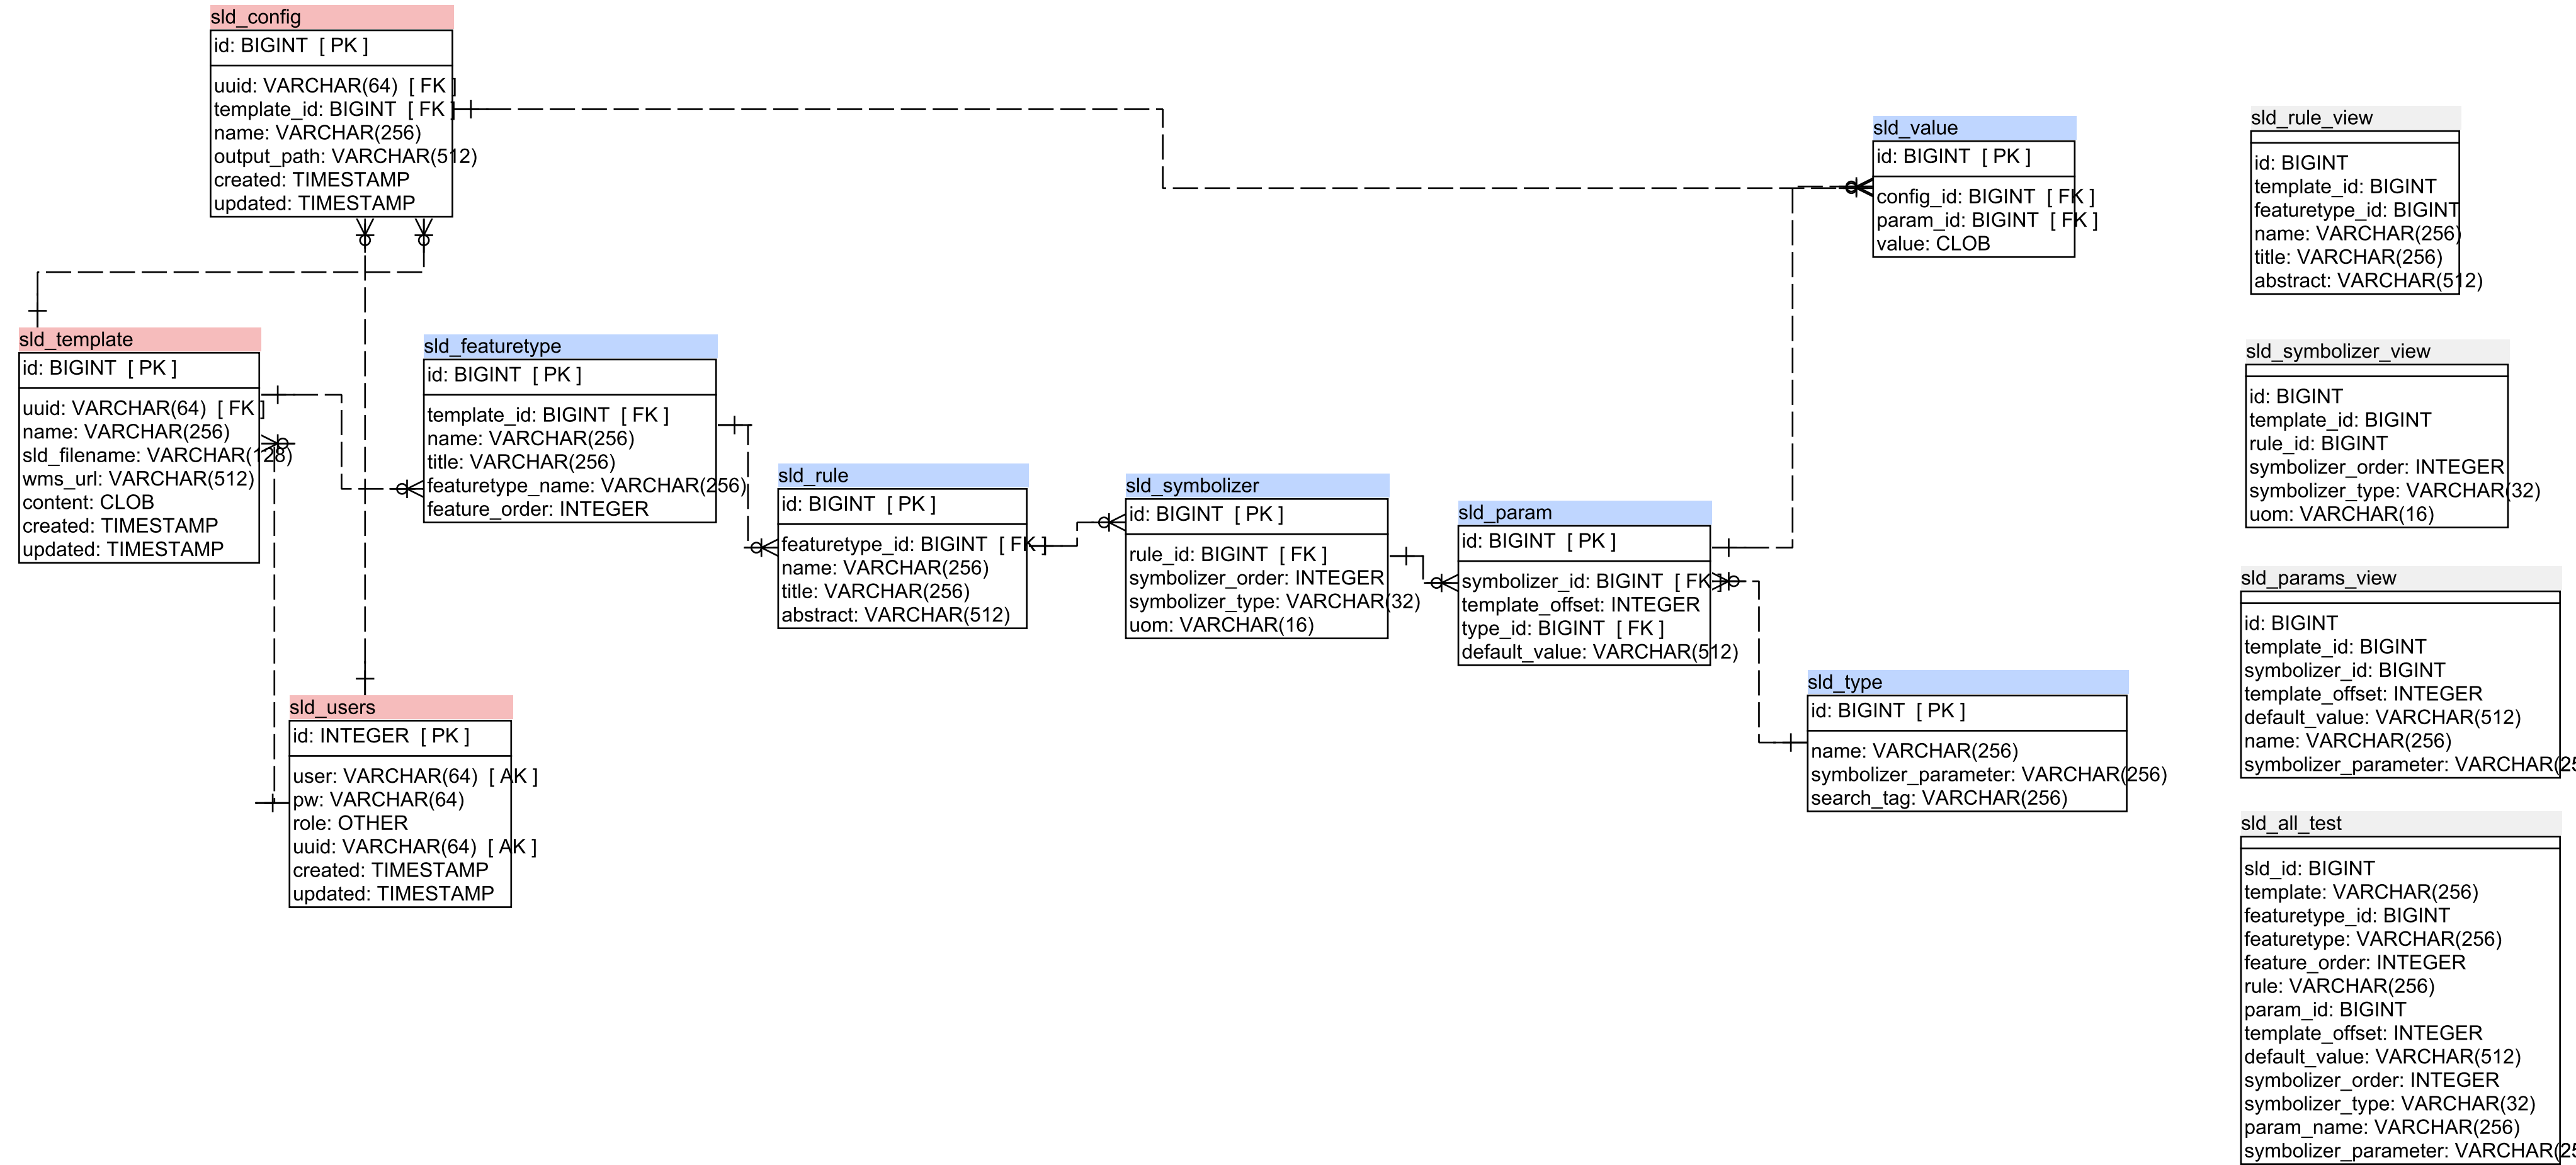 sld_config
id: BIGINT [ PK ]
uuid: VARCHAR(64) [ FK ]
template_id: BIGINT [ FK ]
name: VARCHAR(256)
output_path: VARCHAR(512)
created: TIMESTAMP
updated: TIMESTAMP
sld_template
id: BIGINT [ PK ]
uuid: VARCHAR(64) [ FK ]
name: VARCHAR(256)
sld_filename: VARCHAR(128)
wms_url: VARCHAR(512)
content: CLOB
created: TIMESTAMP
updated: TIMESTAMP
sld_users
id: INTEGER [ PK ]
user: VARCHAR(64) [ AK ]
pw: VARCHAR(64)
role: OTHER
uuid: VARCHAR(64) [ AK ]
created: TIMESTAMP
updated: TIMESTAMP
sld_featuretype
id: BIGINT [ PK ]
template_id: BIGINT [ FK ]
name: VARCHAR(256)
title: VARCHAR(256)
featuretype_name: VARCHAR(256)
feature_order: INTEGER
sld_rule
id: BIGINT [ PK ]
featuretype_id: BIGINT [ FK ]
name: VARCHAR(256)
title: VARCHAR(256)
abstract: VARCHAR(512)
sld_symbolizer
id: BIGINT [ PK ]
rule_id: BIGINT [ FK ]
symbolizer_order: INTEGER
symbolizer_type: VARCHAR(32)
uom: VARCHAR(16)
sld_param
id: BIGINT [ PK ]
symbolizer_id: BIGINT [ FK ]
template_offset: INTEGER
type_id: BIGINT [ FK ]
default_value: VARCHAR(512)
sld_value
id: BIGINT [ PK ]
config_id: BIGINT [ FK ]
param_id: BIGINT [ FK ]
value: CLOB
sld_type
id: BIGINT [ PK ]
name: VARCHAR(256)
symbolizer_parameter: VARCHAR(256)
search_tag: VARCHAR(256)
sld_rule_view
id: BIGINT
template_id: BIGINT
featuretype_id: BIGINT
name: VARCHAR(256)
title: VARCHAR(256)
abstract: VARCHAR(512)
sld_symbolizer_view
id: BIGINT
template_id: BIGINT
rule_id: BIGINT
symbolizer_order: INTEGER
symbolizer_type: VARCHAR(32)
uom: VARCHAR(16)
sld_params_view
id: BIGINT
template_id: BIGINT
symbolizer_id: BIGINT
template_offset: INTEGER
default_value: VARCHAR(512)
name: VARCHAR(256)
symbolizer_parameter: VARCHAR(25
sld_all_test
sld_id: BIGINT
template: VARCHAR(256)
featuretype_id: BIGINT
featuretype: VARCHAR(256)
feature_order: INTEGER
rule: VARCHAR(256)
param_id: BIGINT
template_offset: INTEGER
default_value: VARCHAR(512)
symbolizer_order: INTEGER
symbolizer_type: VARCHAR(32)
param_name: VARCHAR(256)
symbolizer_parameter: VARCHAR(25